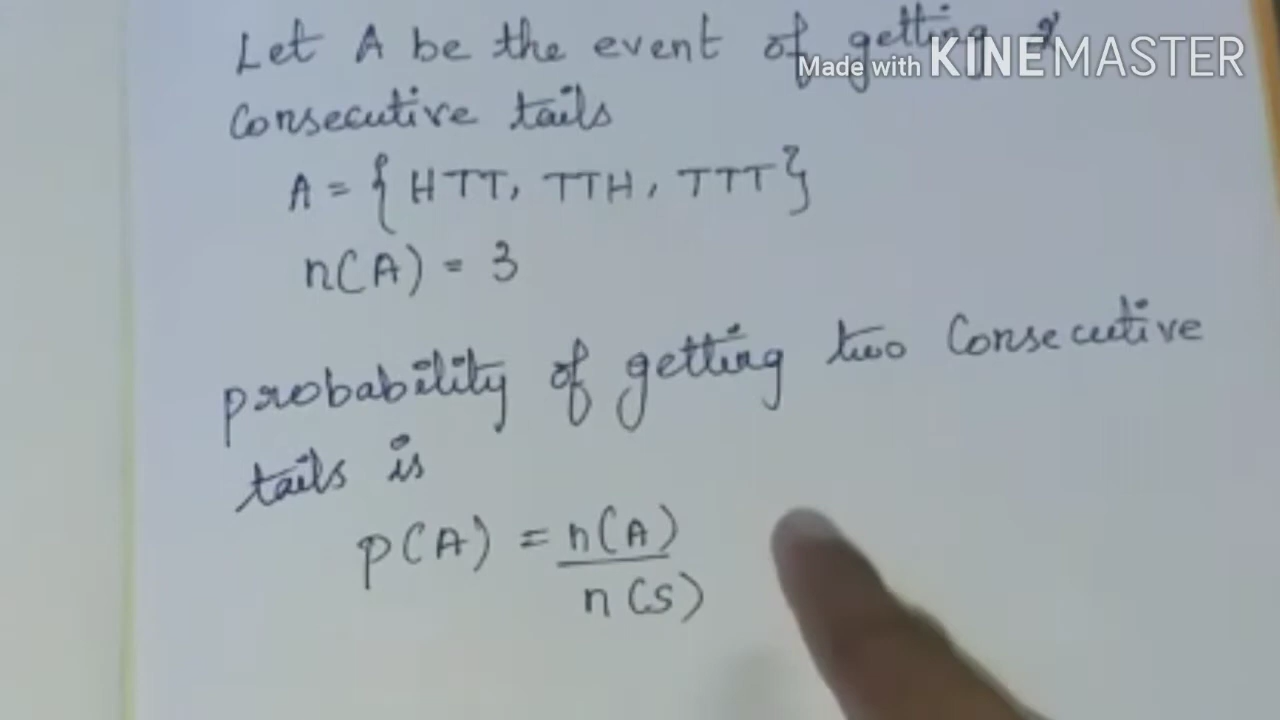 Let A be the event of getting 2
Made with KINEMASTER
consecutive tails
A = { HTT, TTH, TTT }
n(A) = 3
probability of getting two consecutive
tails is
p(A) = n(A)
n(S)